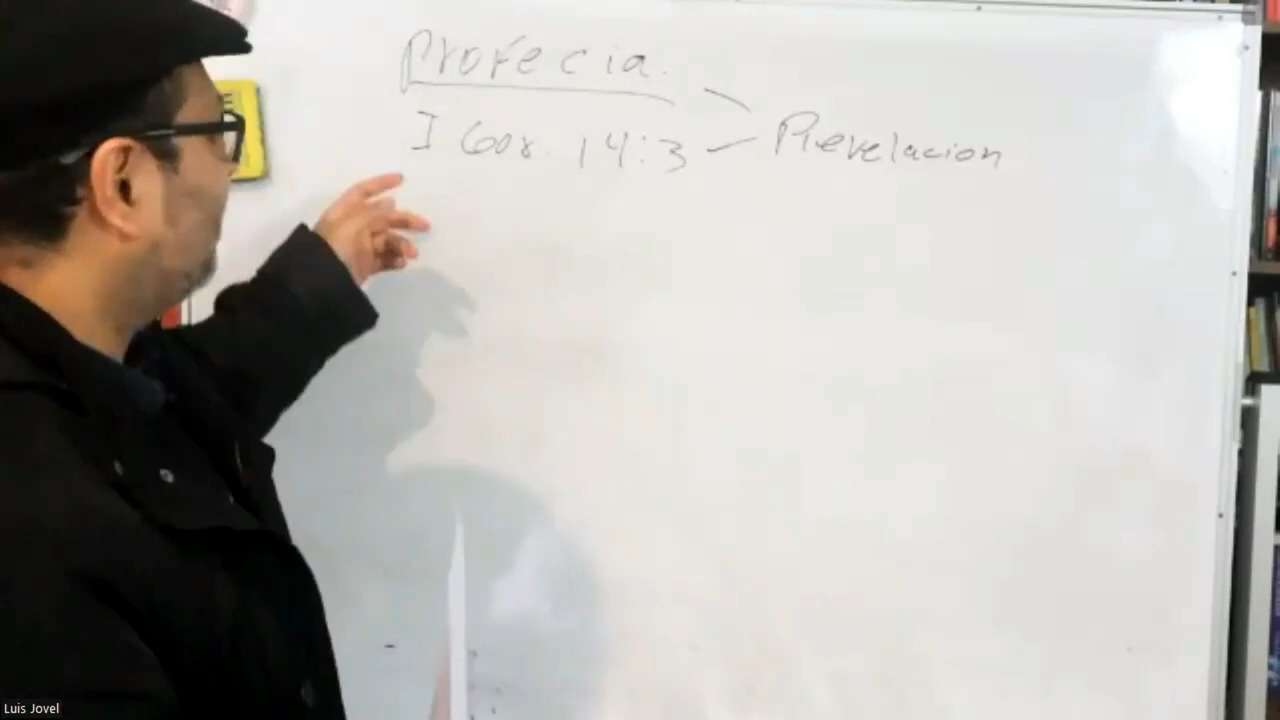 Profecia.
I Cor 14:3 – Revelacion
Luis Jovel